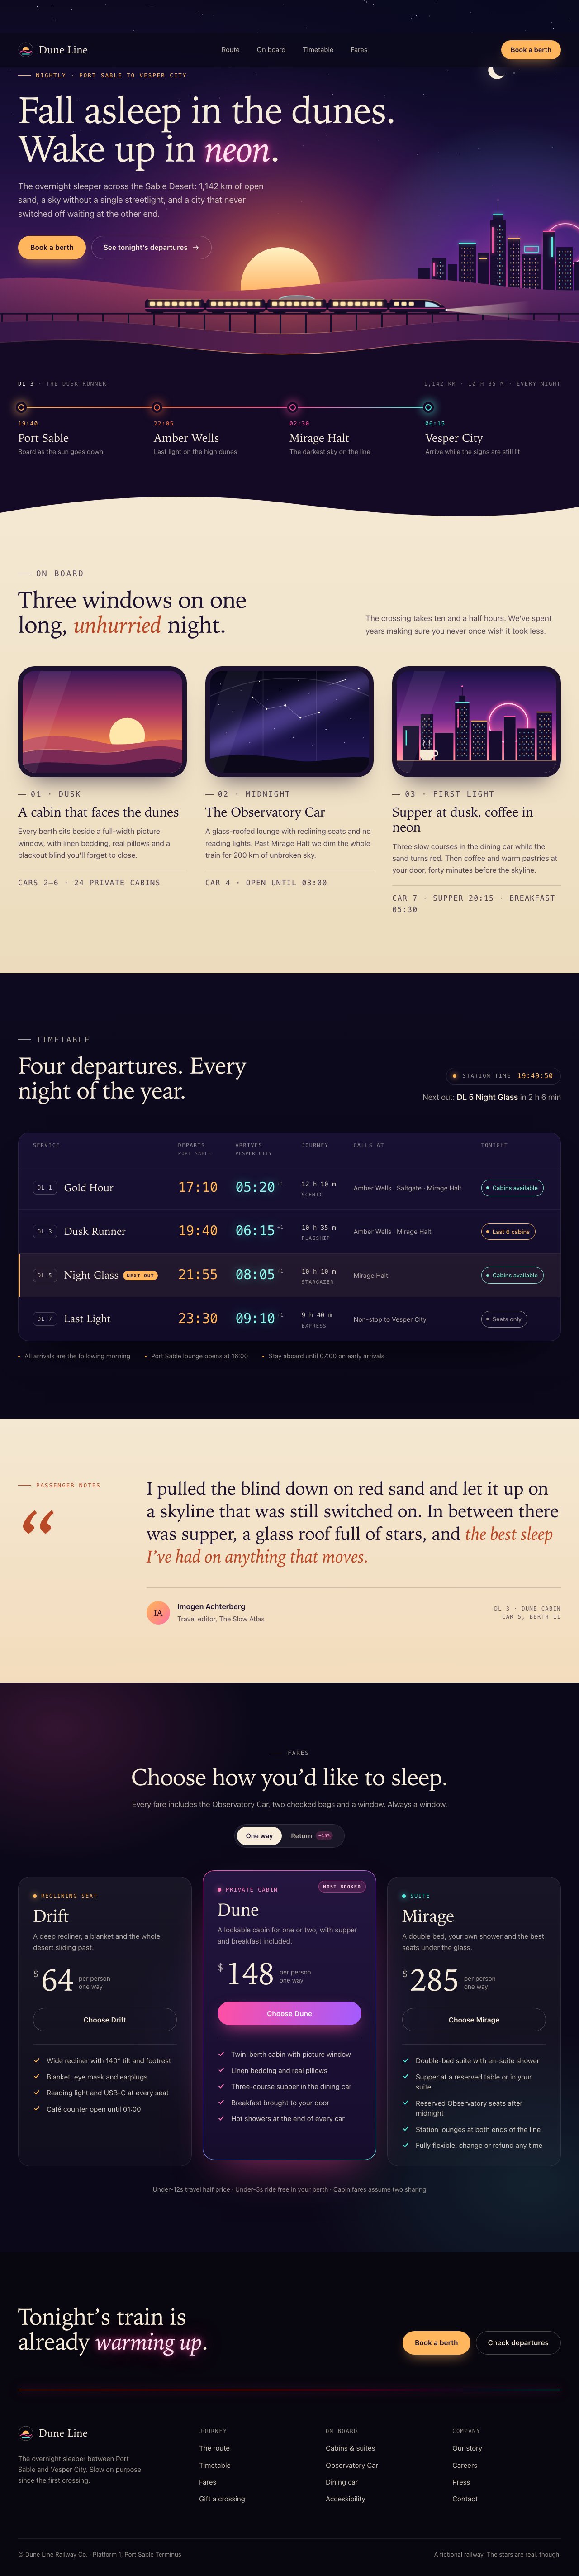 Dune Line
Route
On board
Timetable
Fares
Book a berth
NIGHTLY · PORT SABLE TO VESPER CITY
Fall asleep in the dunes.
Wake up in neon.
The overnight sleeper across the Sable Desert: 1,142 km of open
sand, a sky without a single streetlight, and a city that never
switched off waiting at the other end.
Book a berth
See tonight's departures →
DL 3 · THE DUSK RUNNER
1,142 KM · 10 H 35 M · EVERY NIGHT
19:40
Port Sable
Board as the sun goes down
22:05
Amber Wells
Last light on the high dunes
02:30
Mirage Halt
The darkest sky on the line
06:15
Vesper City
Arrive while the signs are still lit
ON BOARD
Three windows on one
long, unhurried night.
The crossing takes ten and a half hours. We've spent
years making sure you never once wish it took less.
01 · DUSK
A cabin that faces the dunes
Every berth sits beside a full-width picture
window, with linen bedding, real pillows and a
blackout blind you'll forget to close.
CARS 2–6 · 24 PRIVATE CABINS
02 · MIDNIGHT
The Observatory Car
A glass-roofed lounge with reclining seats and no
reading lights. Past Mirage Halt we dim the whole
train for 200 km of unbroken sky.
CAR 4 · OPEN UNTIL 03:00
03 · FIRST LIGHT
Supper at dusk, coffee in
neon
Three slow courses in the dining car while the
sand turns red. Then coffee and warm pastries at
your door, forty minutes before the skyline.
CAR 7 · SUPPER 20:15 · BREAKFAST
05:30
TIMETABLE
Four departures. Every
night of the year.
STATION TIME 19:49:50
Next out: DL 5 Night Glass in 2 h 6 min
SERVICE
DEPARTS
PORT SABLE
ARRIVES
VESPER CITY
JOURNEY
CALLS AT
TONIGHT
DL 1
Gold Hour
17:10
05:20 +1
12 h 10 m
SCENIC
Amber Wells · Saltgate · Mirage Halt
Cabins available
DL 3
Dusk Runner
19:40
06:15 +1
10 h 35 m
FLAGSHIP
Amber Wells · Mirage Halt
Last 6 cabins
DL 5
Night Glass
NEXT OUT
21:55
08:05 +1
10 h 10 m
STARGAZER
Mirage Halt
Cabins available
DL 7
Last Light
23:30
09:10 +1
9 h 40 m
EXPRESS
Non-stop to Vesper City
Seats only
All arrivals are the following morning
Port Sable lounge opens at 16:00
Stay aboard until 07:00 on early arrivals
PASSENGER NOTES
“
I pulled the blind down on red sand and let it up on
a skyline that was still switched on. In between there
was supper, a glass roof full of stars, and the best sleep
I've had on anything that moves.
IA
Imogen Achterberg
Travel editor, The Slow Atlas
DL 3 · DUNE CABIN
CAR 5, BERTH 11
FARES
Choose how you'd like to sleep.
Every fare includes the Observatory Car, two checked bags and a window. Always a window.
One way
Return −15%
RECLINING SEAT
Drift
A deep recliner, a blanket and the whole
desert sliding past.
$64
per person
one way
Choose Drift
Wide recliner with 140° tilt and footrest
Blanket, eye mask and earplugs
Reading light and USB-C at every seat
Café counter open until 01:00
MOST BOOKED
PRIVATE CABIN
Dune
A lockable cabin for one or two, with supper
and breakfast included.
$148
per person
one way
Choose Dune
Twin-berth cabin with picture window
Linen bedding and real pillows
Three-course supper in the dining car
Breakfast brought to your door
Hot showers at the end of every car
SUITE
Mirage
A double bed, your own shower and the best
seats under the glass.
$285
per person
one way
Choose Mirage
Double-bed suite with en-suite shower
Supper at a reserved table or in your
suite
Reserved Observatory seats after
midnight
Station lounges at both ends of the line
Fully flexible: change or refund any time
Under-12s travel half price · Under-3s ride free in your berth · Cabin fares assume two sharing
Tonight's train is
already warming up.
Book a berth
Check departures
Dune Line
The overnight sleeper between Port
Sable and Vesper City. Slow on purpose
since the first crossing.
JOURNEY
The route
Timetable
Fares
Gift a crossing
ON BOARD
Cabins & suites
Observatory Car
Dining car
Accessibility
COMPANY
Our story
Careers
Press
Contact
© Dune Line Railway Co. · Platform 1, Port Sable Terminus
A fictional railway. The stars are real, though.